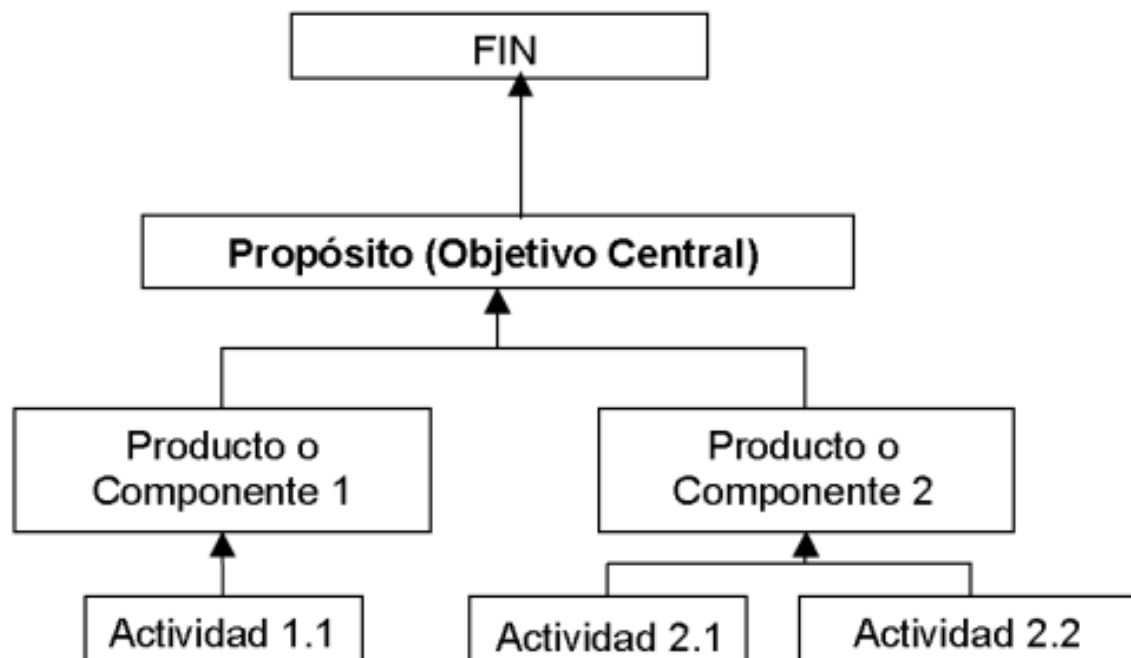 FIN
Propósito (Objetivo Central)
Producto o
Componente 1
Producto o
Componente 2
Actividad 1.1
Actividad 2.1
Actividad 2.2